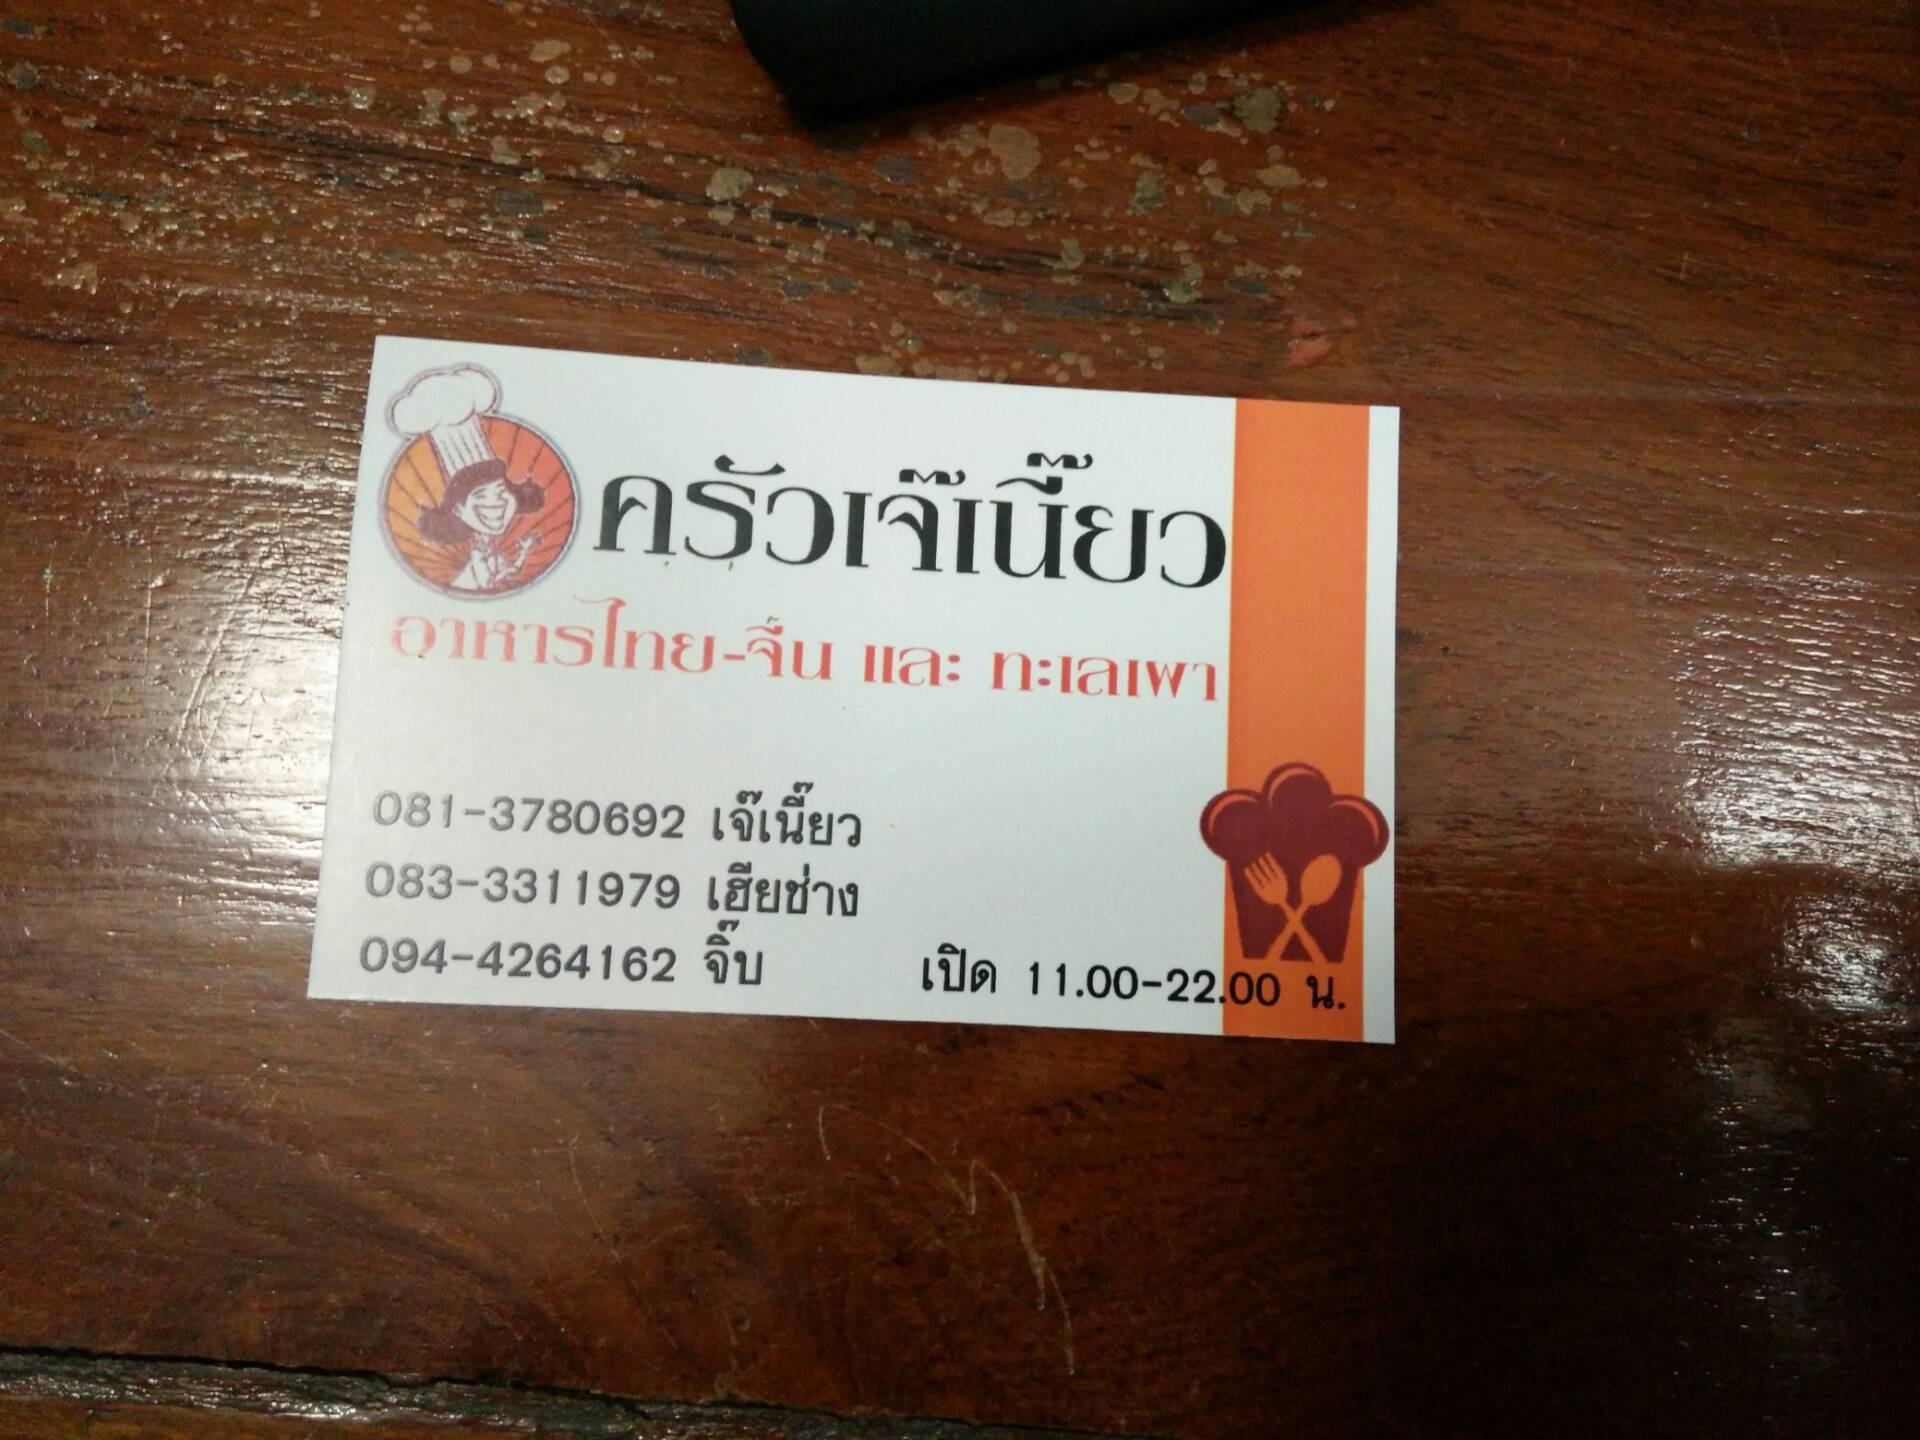 ครัวเจ๊เนี๊ยว
อาหารไทย-จีน และ ทะเลเผา
081-3780692 เจ๊เนี๊ยว
083-3311979 เฮียช่าง
094-4264162 จิ๊บ
เปิด 11.00-22.00 น.